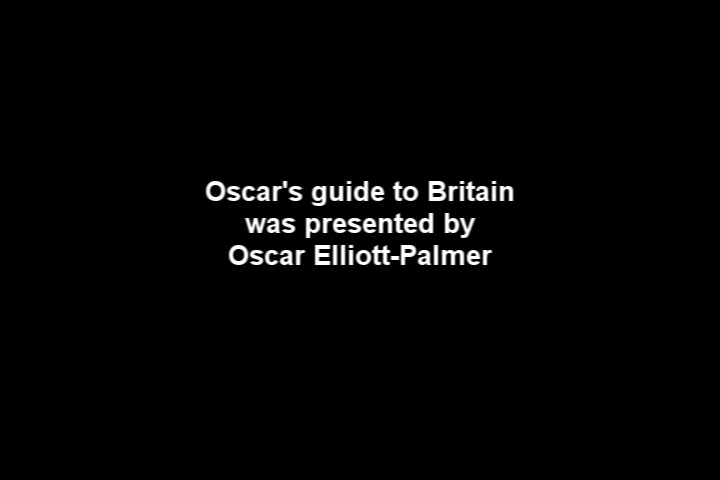 Oscar's guide to Britain
was presented by
Oscar Elliott-Palmer